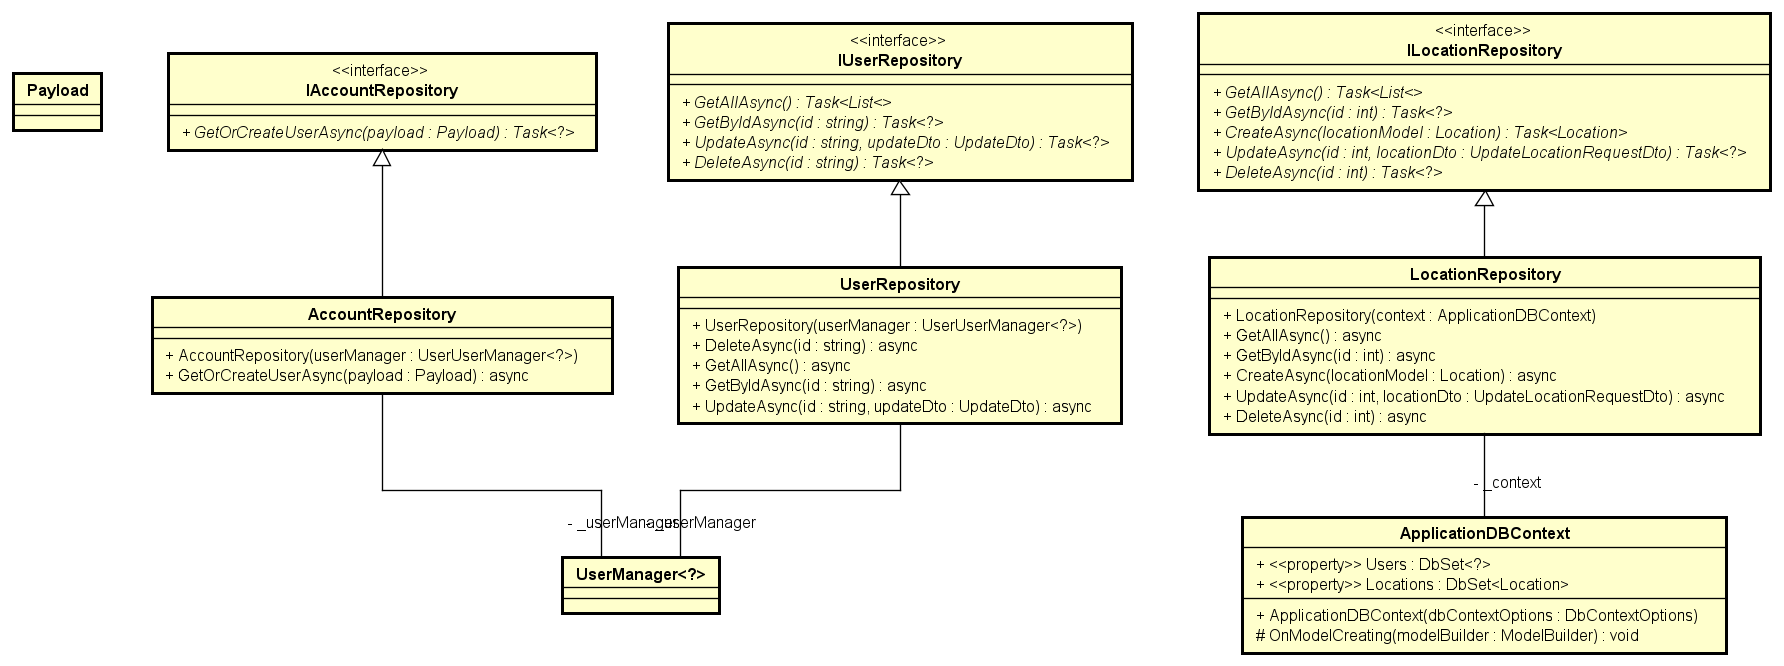 Payload
<<interface>>
IAccountRepository
+ GetOrCreateUserAsync(payload : Payload) : Task<?>
<<interface>>
IUserRepository
+ GetAllAsync() : Task<List<>
+ GetByIdAsync(id : string) : Task<?>
+ UpdateAsync(id : string, updateDto : UpdateDto) : Task<?>
+ DeleteAsync(id : string) : Task<?>
<<interface>>
ILocationRepository
+ GetAllAsync() : Task<List<>
+ GetByIdAsync(id : int) : Task<?>
+ CreateAsync(locationModel : Location) : Task<Location>
+ UpdateAsync(id : int, locationDto : UpdateLocationRequestDto) : Task<?>
+ DeleteAsync(id : int) : Task<?>
AccountRepository
+ AccountRepository(userManager : UserUserManager<?>)
+ GetOrCreateUserAsync(payload : Payload) : async
UserRepository
+ UserRepository(userManager : UserUserManager<?>)
+ DeleteAsync(id : string) : async
+ GetAllAsync() : async
+ GetByIdAsync(id : string) : async
+ UpdateAsync(id : string, updateDto : UpdateDto) : async
LocationRepository
+ LocationRepository(context : ApplicationDBContext)
+ GetAllAsync() : async
+ GetByIdAsync(id : int) : async
+ CreateAsync(locationModel : Location) : async
+ UpdateAsync(id : int, locationDto : UpdateLocationRequestDto) : async
+ DeleteAsync(id : int) : async
- _userManager
- _userManager
- _context
UserManager<?>
ApplicationDBContext
+ <<property>> Users : DbSet<?>
+ <<property>> Locations : DbSet<Location>
+ ApplicationDBContext(dbContextOptions : DbContextOptions)
# OnModelCreating(modelBuilder : ModelBuilder) : void